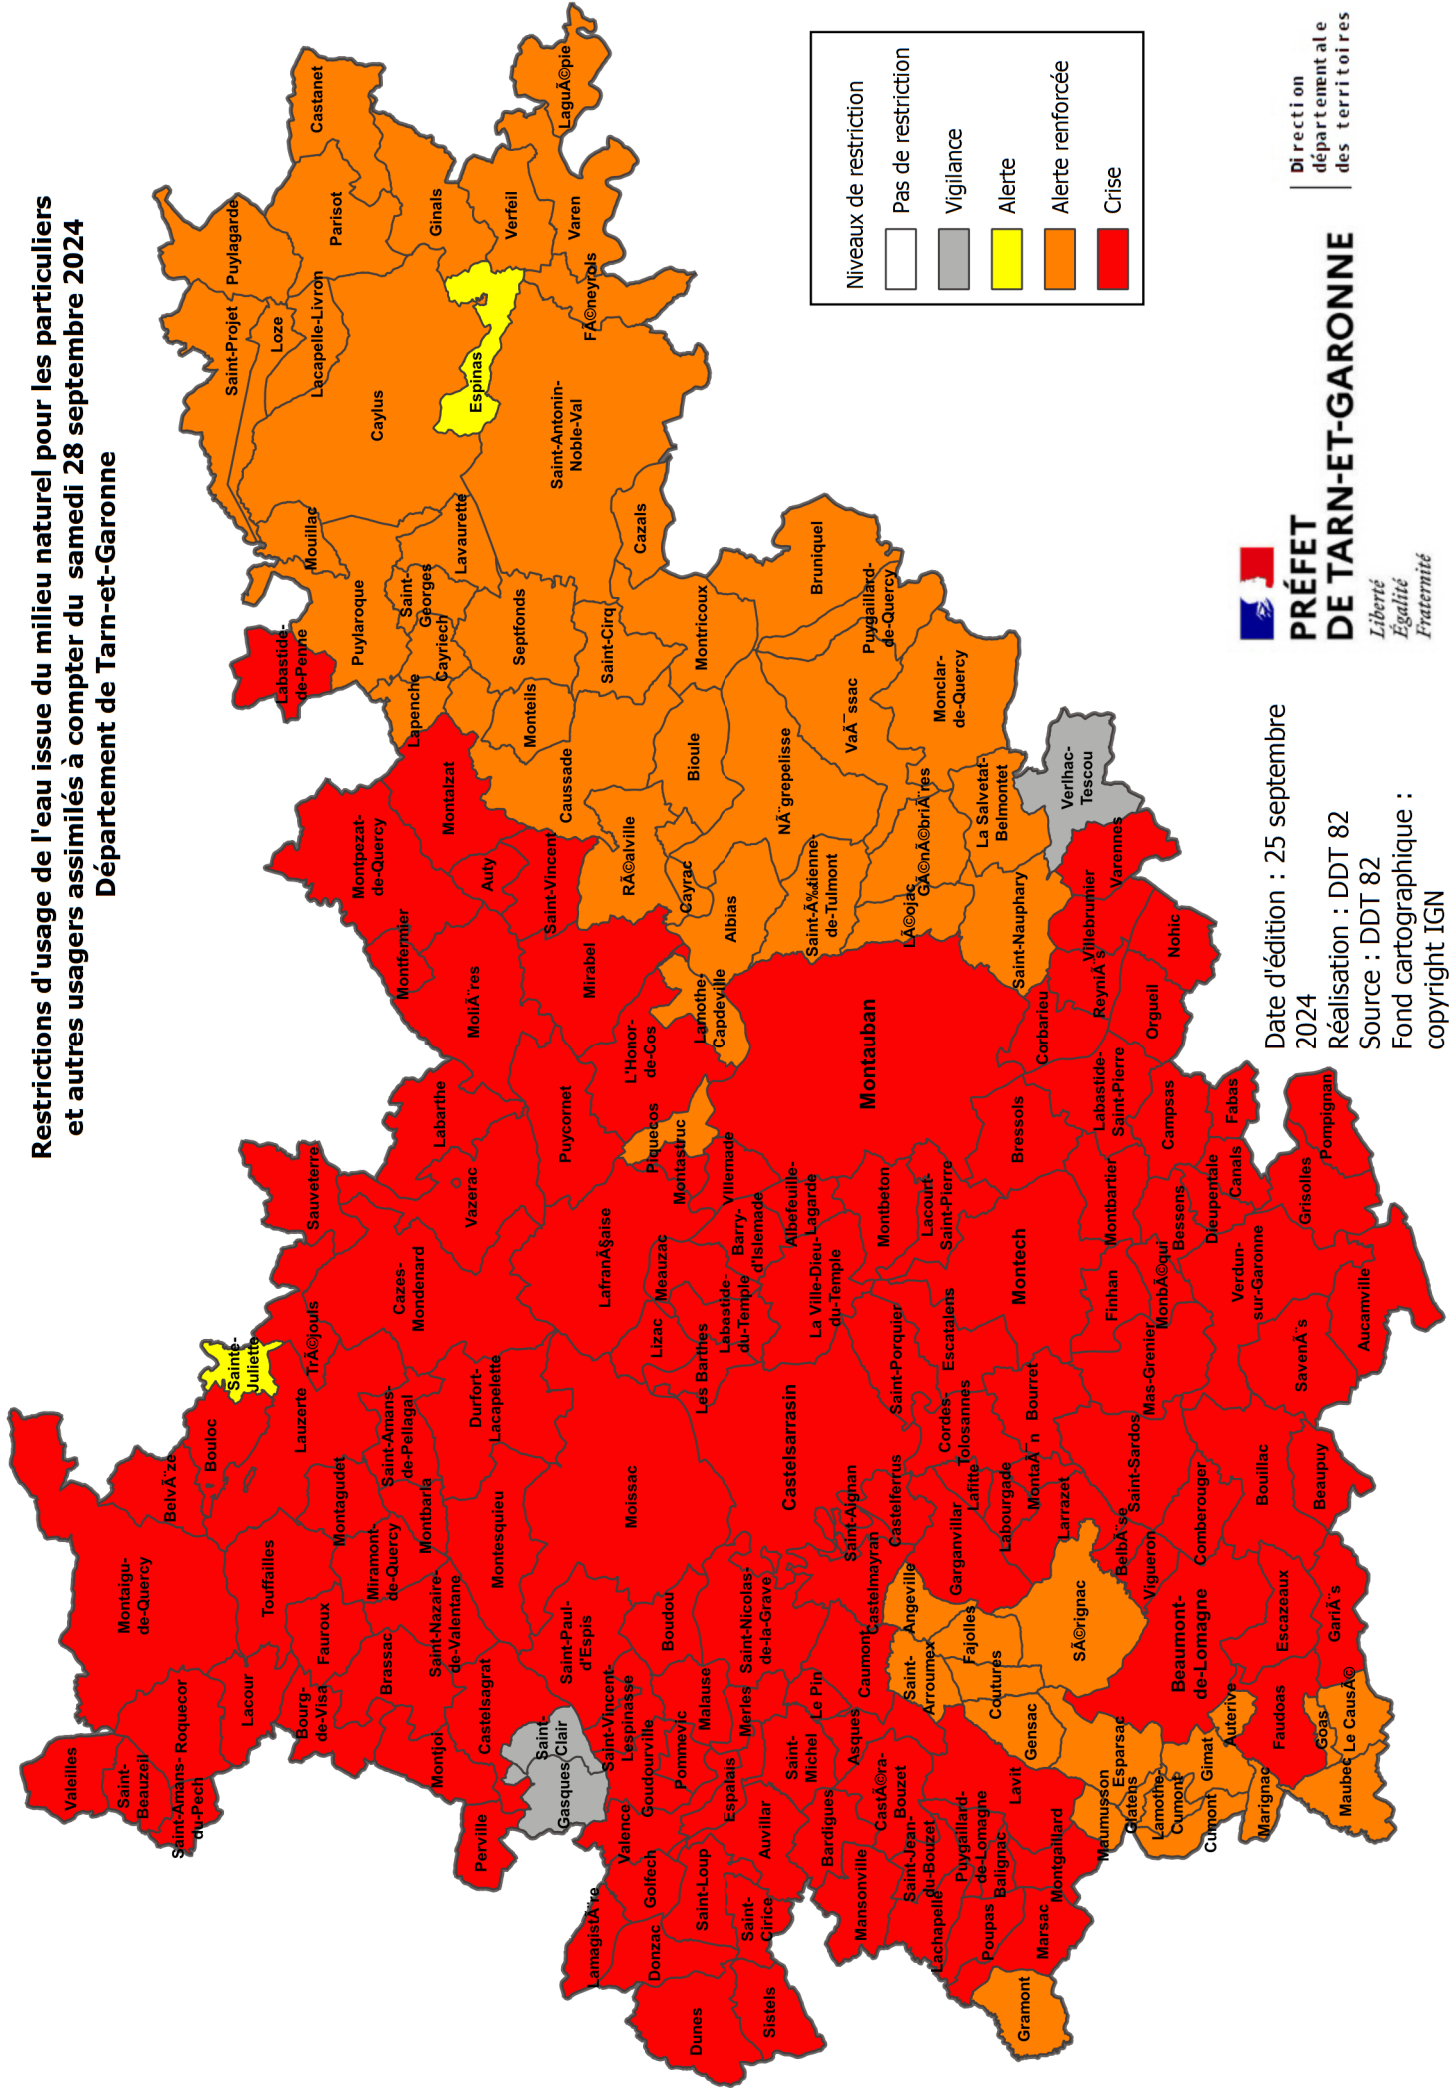 Restrictions d'usage de l'eau issue du milieu naturel pour les particuliers
et autres usagers assimilés à compter du samedi 28 septembre 2024
Département de Tarn-et-Garonne
Castanet
LaguÃ©pie
Puylagarde
Parisot
Ginals
Verfeil
Varen
Saint-Projet
Loze
Lacapelle-Livron
FÃ©neyrols
Caylus
Espinas
Saint-Antonin-
Noble-Val
Mouillac
Lavaurette
Cazals
Puylaroque
Saint-
Georges
Cayriech
Septfonds
Saint-Cirq
Montricoux
Bruniquel
Puygaillard-
de-Quercy
Labastide-
de-Penne
Lapenche
Monteils
Caussade
Bioule
NÃ¨grepelisse
VaÃ¯ssac
Monclar-
de-Quercy
Montalzat
Montpezat-
de-Quercy
Auty
Saint-Vincent
RÃ©alville
Cayrac
Albias
Saint-Ã‰tienne-
de-Tulmont
LÃ©ojac
GÃ©nÃ©briÃ¨res
La Salvetat-
Belmontet
Verlhac-
Tescou
Varennes
Villebrumier
Saint-Nauphary
Nohic
ReyniÃ¨s
Orgueil
Corbarieu
Montfermier
MoliÃ¨res
Mirabel
L'Honor-
de-Cos
Lamothe-
Capdeville
Montauban
Labarthe
Puycornet
Piquecos
Montastruc
Villemade
Bressols
Labastide-
Saint-Pierre
Campsas
Fabas
Pompignan
Sauveterre
Vazerac
LafranÃ§aise
Meauzac
Barry-
d'Islemade
Albefeuille-
Lagarde
Montbeton
Lacourt-
Saint-Pierre
Montbartier
Bessens
Dieupentale
Canals
Grisolles
Cazes-
Mondenard
TrÃ©jouls
Lizac
Les Barthes
Labastide-
du-Temple
La Ville-Dieu-
du-Temple
Escatalens
Montech
Finhan
MonbÃ©qui
Verdun-
sur-Garonne
Aucamville
SavenÃ¨s
Mas-Grenier
Sainte-
Juliette
Lauzerte
Bouloc
BelvÃ¨ze
Durfort-
Lacapelette
Saint-Amans-
de-Pellagal
Montagudet
Montbarla
Miramont-
de-Quercy
Moissac
Montesquieu
Castelsarrasin
Saint-Porquier
Cordes-
Tolosannes
Bourret
MontaÃ¯n
Lafitte
Labourgade
Larrazet
Saint-Sardos
Bouillac
Beaupuy
Comberouger
BelbÃ¨se
Vigueron
Saint-Aignan
Castelferrus
Castelmayran
Garganvillar
Angeville
Fajolles
SÃ©rignac
Beaumont-
de-Lomagne
Escazeaux
GariÃ¨s
Montaigu-
de-Quercy
Touffailles
Fauroux
Brassac
Saint-Nazaire-
de-Valentane
Saint-Paul-
d'Espis
Boudou
Saint-Nicolas-
de-la-Grave
Caumont
Saint-
Arroumex
Coutures
Gensac
Lacour
Bourg-
de-Visa
Castelsagrat
Montjoi
Roquecor
Valeilles
Saint-
Beauzeil
Saint-Amans-
du-Pech
Perville
Saint-
Clair
Gasques
Saint-Vincent-
Lespinasse
Goudourville
Pommevic
Malause
Merles
Le Pin
Asques
Saint-
Michel
Espalais
Auvillar
Bardigues
CastÃ©ra-
Bouzet
Saint-Jean-
du-Bouzet
Puygaillard-
de-Lomagne
Balignac
Lavit
Montgaillard
Maumusson
Esparsac
Glatens
Lamothe-
Cumont
Cumont
Gimat
Auterive
Marignac
Faudoas
Goas
Le CausÃ©
Maubec
Valence
Golfech
Saint-Loup
Saint-
Cirice
Mansonville
Lachapelle
Poupas
Marsac
LamagistÃ¨re
Donzac
Dunes
Sistels
Gramont
Niveaux de restriction
Pas de restriction
Vigilance
Alerte
Alerte renforcée
Crise
Date d'édition : 25 septembre
2024
Réalisation : DDT 82
Source : DDT 82
Fond cartographique :
copyright IGN
PRÉFET
DE TARN-ET-GARONNE
Liberté
Égalité
Fraternité
Direction
départementale
des territoires